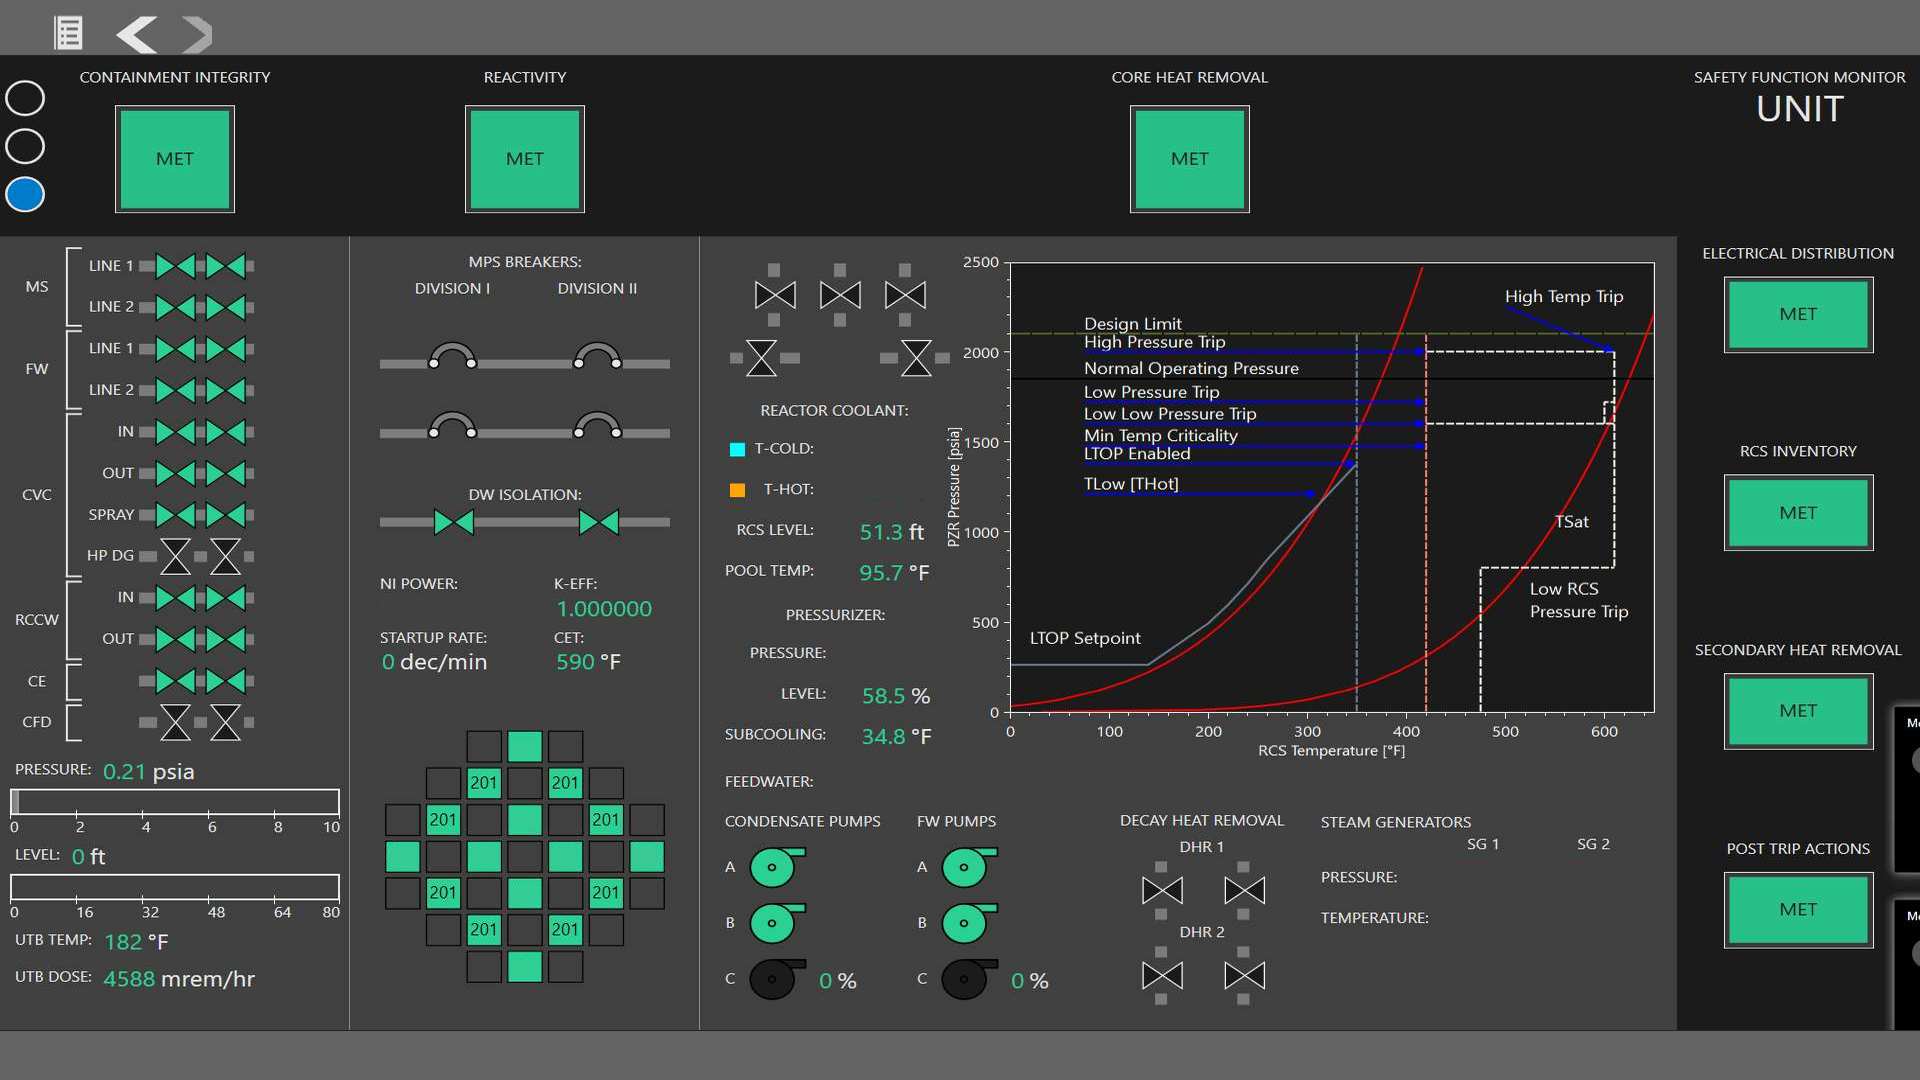 CONTAINMENT INTEGRITY
MET
REACTIVITY
MET
CORE HEAT REMOVAL
MET
SAFETY FUNCTION MONITOR
UNIT
MS
LINE 1
LINE 2
FW
LINE 1
LINE 2
CVC
IN
OUT
SPRAY
HP DG
RCCW
IN
OUT
CE
CFD
PRESSURE: 0.21 psia
0 2 4 6 8 10
LEVEL: 0 ft
0 16 32 48 64 80
UTB TEMP: 182 °F
UTB DOSE: 4588 mrem/hr
MPS BREAKERS:
DIVISION I DIVISION II
DW ISOLATION:
NI POWER: K-EFF:
1.000000
STARTUP RATE: CET:
0 dec/min 590 °F
201 201
201 201
201 201
201 201
REACTOR COOLANT:
T-COLD:
T-HOT:
RCS LEVEL: 51.3 ft
POOL TEMP: 95.7 °F
PRESSURIZER:
PRESSURE:
LEVEL: 58.5 %
SUBCOOLING: 34.8 °F
PZR Pressure [psia]
2500
2000
1500
1000
500
0
High Temp Trip
Design Limit
High Pressure Trip
Normal Operating Pressure
Low Pressure Trip
Low Low Pressure Trip
Min Temp Criticality
LTOP Enabled
TLow [THot]
TSat
Low RCS
Pressure Trip
LTOP Setpoint
0 100 200 300 400 500 600
RCS Temperature [°F]
FEEDWATER:
CONDENSATE PUMPS FW PUMPS
A A
B B
C 0 % C 0 %
DECAY HEAT REMOVAL
DHR 1
DHR 2
STEAM GENERATORS
SG 1 SG 2
PRESSURE:
TEMPERATURE:
ELECTRICAL DISTRIBUTION
MET
RCS INVENTORY
MET
SECONDARY HEAT REMOVAL
MET
POST TRIP ACTIONS
MET